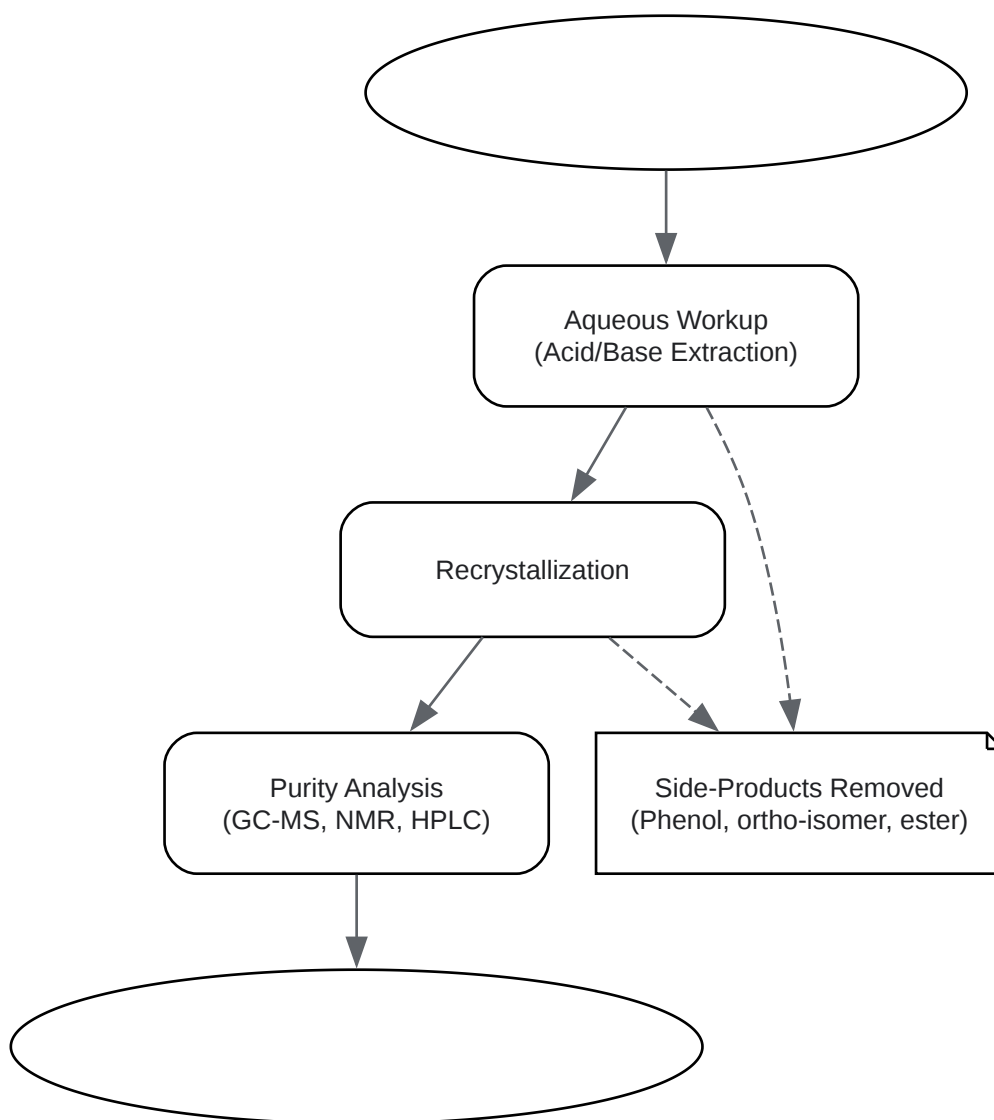 Aqueous Workup
(Acid/Base Extraction)
Recrystallization
Purity Analysis
(GC-MS, NMR, HPLC)
Side-Products Removed
(Phenol, ortho-isomer, ester)